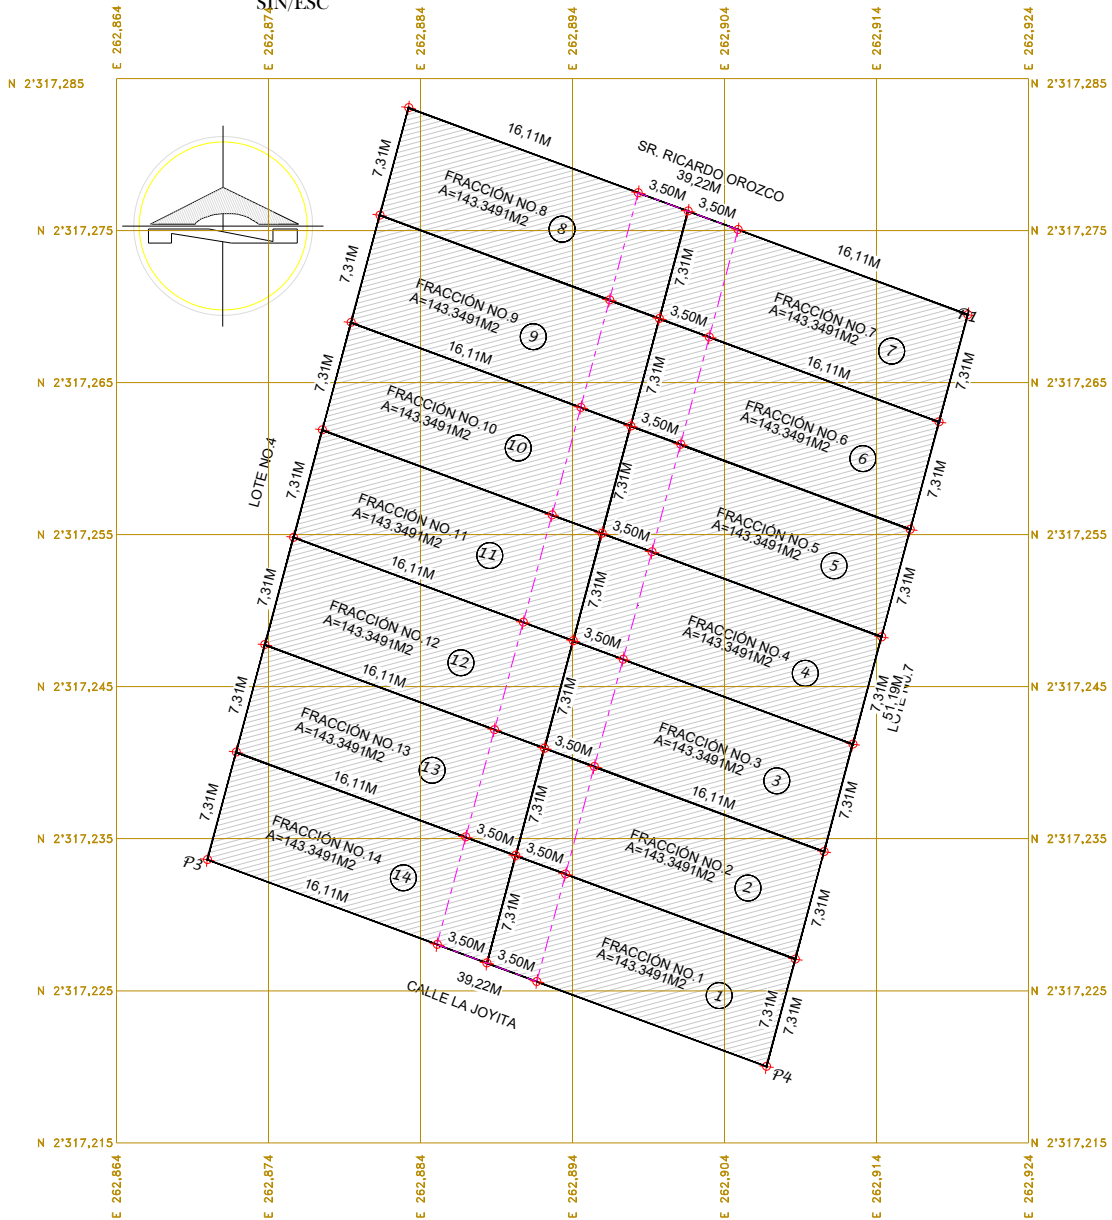 SIN/ESC
E 262,864
E 262,874
E 262,884
E 262,894
E 262,904
E 262,914
E 262,924
N 2'317,285
N 2'317,285
16,11M
SR. RICARDO OROZCO
39,22M
3,50M
3,50M
7,31M
FRACCIÓN NO.8
A=143.3491M2
8
N 2'317,275
N 2'317,275
16,11M
7,31M
7,31M
FRACCIÓN NO.9
A=143.3491M2
9
3,50M
FRACCIÓN NO.7
A=143.3491M2
7
16,11M
16,11M
7,31M
7,31M
7,31M
N 2'317,265
N 2'317,265
FRACCIÓN NO.10
A=143.3491M2
10
3,50M
FRACCIÓN NO.6
A=143.3491M2
6
LOTE NO.4
7,31M
7,31M
7,31M
FRACCIÓN NO.11
A=143.3491M2
11
3,50M
FRACCIÓN NO.5
A=143.3491M2
5
N 2'317,255
N 2'317,255
16,11M
7,31M
7,31M
7,31M
FRACCIÓN NO.12
A=143.3491M2
12
3,50M
FRACCIÓN NO.4
A=143.3491M2
4
N 2'317,245
N 2'317,245
16,11M
7,31M
7,31M
7,31M
51,19M
LOTE NO.7
FRACCIÓN NO.13
A=143.3491M2
13
3,50M
FRACCIÓN NO.3
A=143.3491M2
3
16,11M
16,11M
7,31M
7,31M
7,31M
N 2'317,235
N 2'317,235
3,50M
3,50M
FRACCIÓN NO.14
A=143.3491M2
14
FRACCIÓN NO.2
A=143.3491M2
2
P3
16,11M
7,31M
7,31M
3,50M
3,50M
39,22M
CALLE LA JOYITA
FRACCIÓN NO.1
A=143.3491M2
1
7,31M
7,31M
N 2'317,225
N 2'317,225
P4
N 2'317,215
N 2'317,215
E 262,864
E 262,874
E 262,884
E 262,894
E 262,904
E 262,914
E 262,924